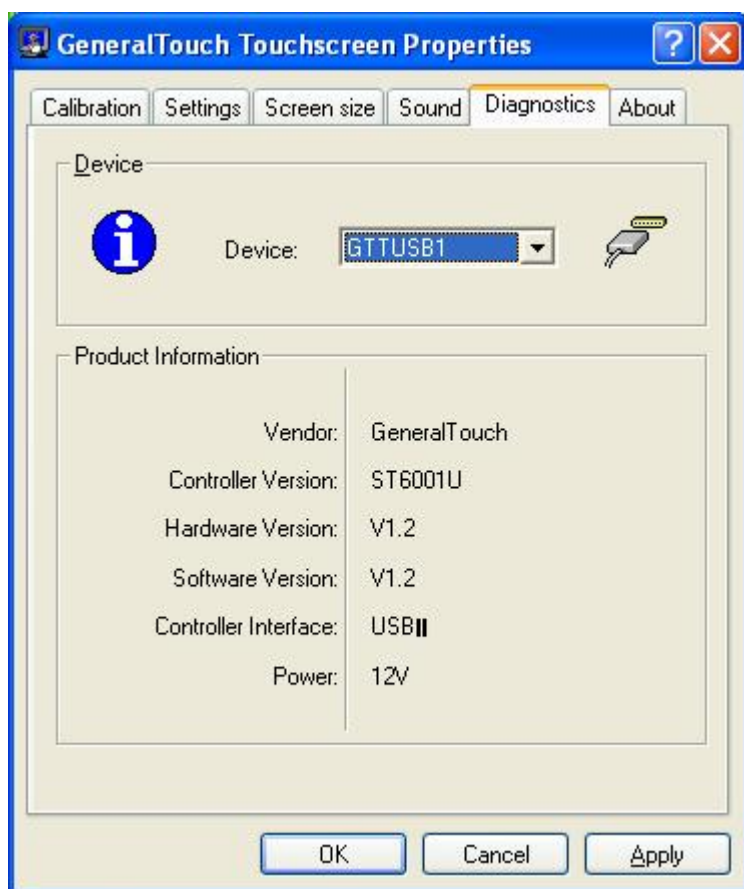 GeneralTouch Touchscreen Properties
Calibration Settings Screen size Sound Diagnostics About
Device
Device: GTTUSB1
Product Information
Vendor: GeneralTouch
Controller Version: ST6001U
Hardware Version: V1.2
Software Version: V1.2
Controller Interface: USBII
Power: 12V
OK Cancel Apply